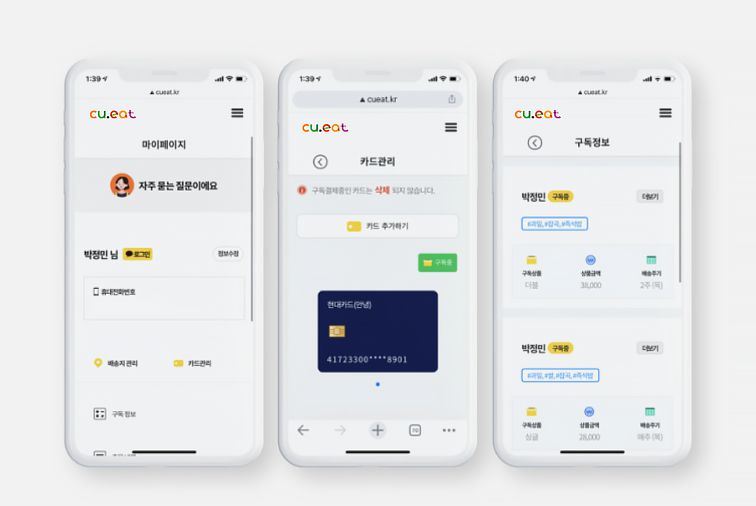 1:39
cueat.kr
cu.eat
마이페이지
자주 묻는 질문이에요
박정민 님
로그인
정보수정
휴대전화번호
배송지 관리
카드관리
구독 정보
1:39
cueat.kr
cu.eat
카드관리
구독결제중인 카드는 삭제 되지 않습니다.
카드 추가하기
구독중
현대카드(안녕)
41723300****8901
70
1:40
cueat.kr
cu.eat
구독정보
박정민 구독중 더보기
#과일,#잡곡,#즉석밥
구독상품 상품금액 배송주기
더블 38,000 2주 (목)
박정민 구독중 더보기
#과일,#쌀,#잡곡,#즉석밥
구독상품 상품금액 배송주기
싱글 28,000 매주 (목)